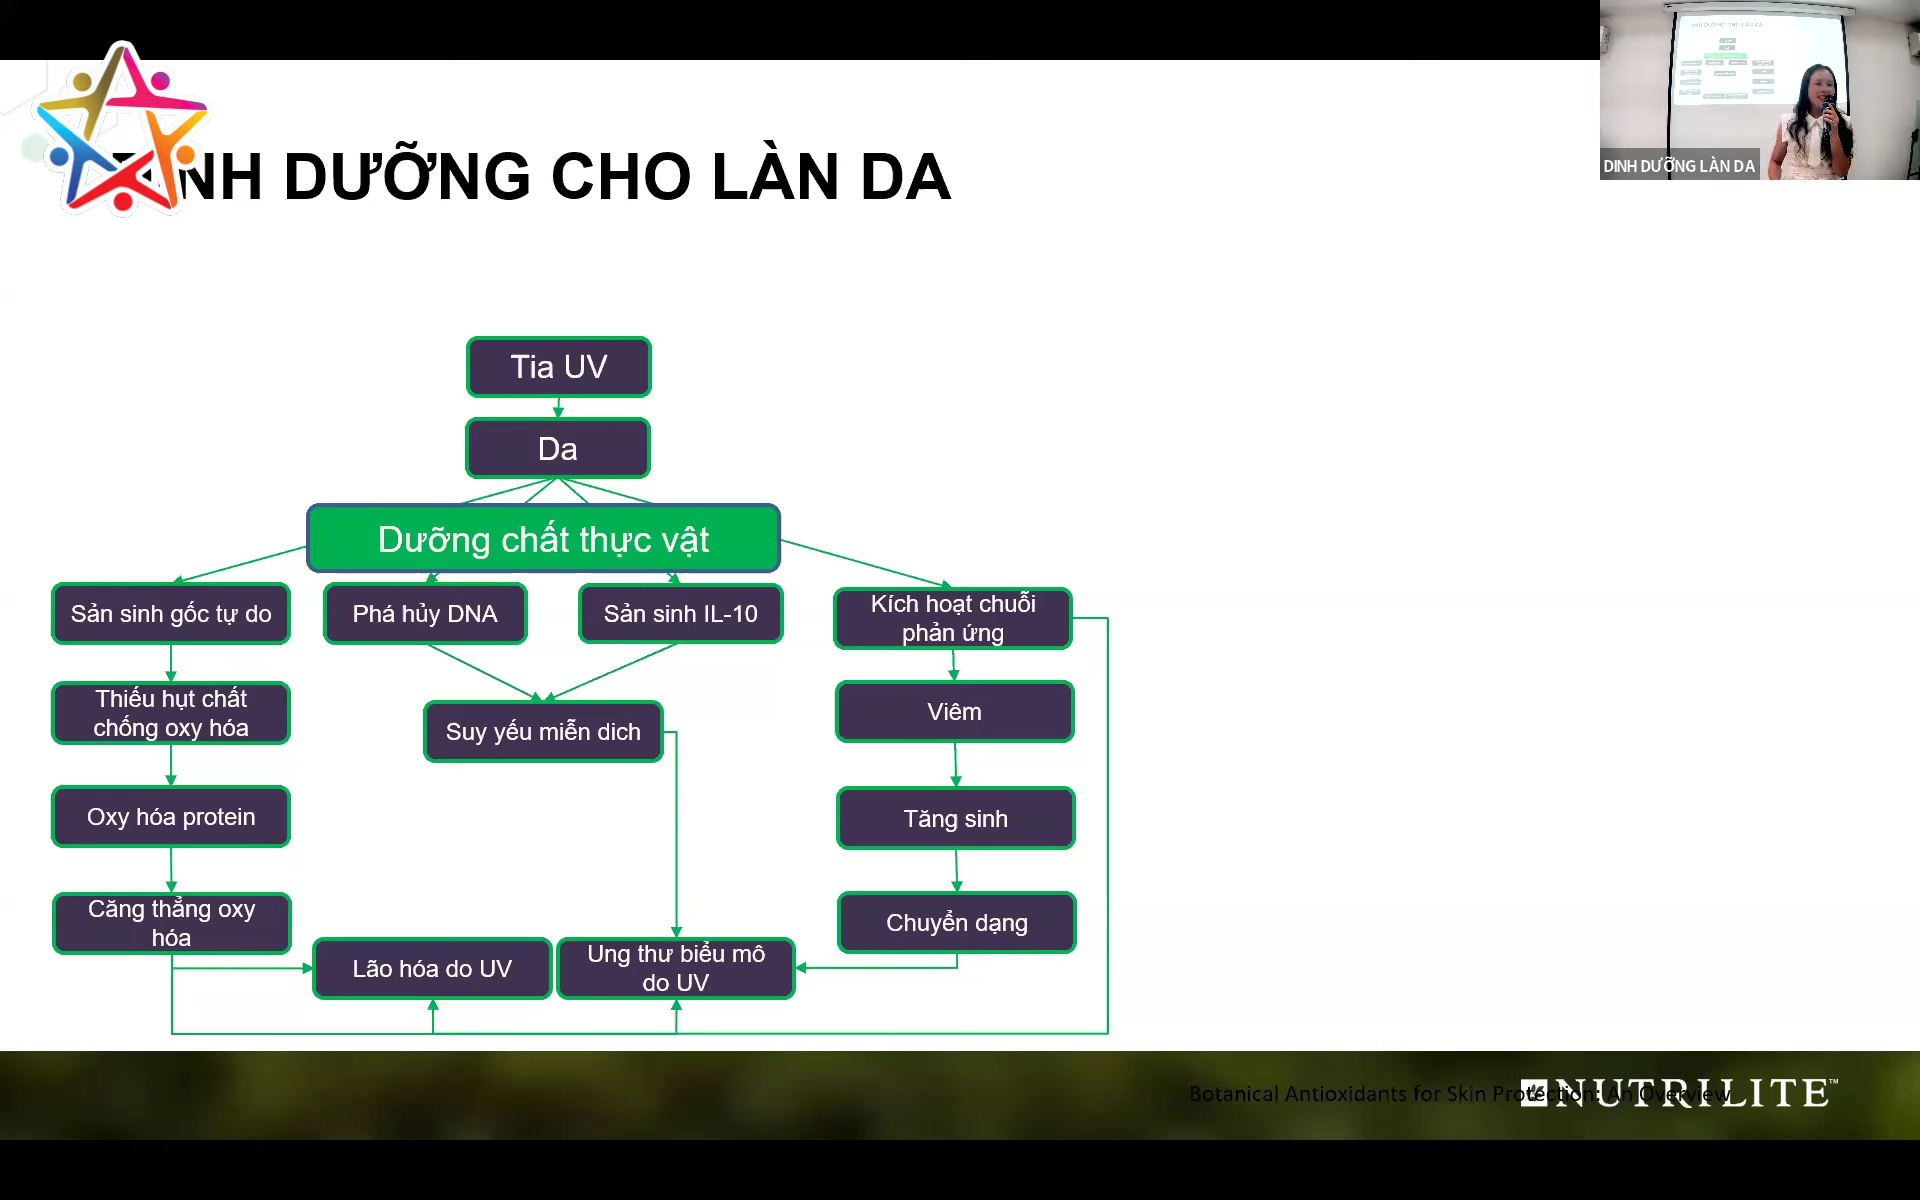 DINH DƯỠNG CHO LÀN DA
DINH DƯỠNG LÀN DA
Tia UV
Da
Dưỡng chất thực vật
Sản sinh gốc tự do
Phá hủy DNA
Sản sinh IL-10
Kích hoạt chuỗi
phản ứng
Thiếu hụt chất
chống oxy hóa
Suy yếu miễn dich
Viêm
Oxy hóa protein
Tăng sinh
Căng thẳng oxy
hóa
Chuyển dạng
Lão hóa do UV
Ung thư biểu mô
do UV
Botanical Antioxidants for Skin Protection: An Overview
NUTRILITE™